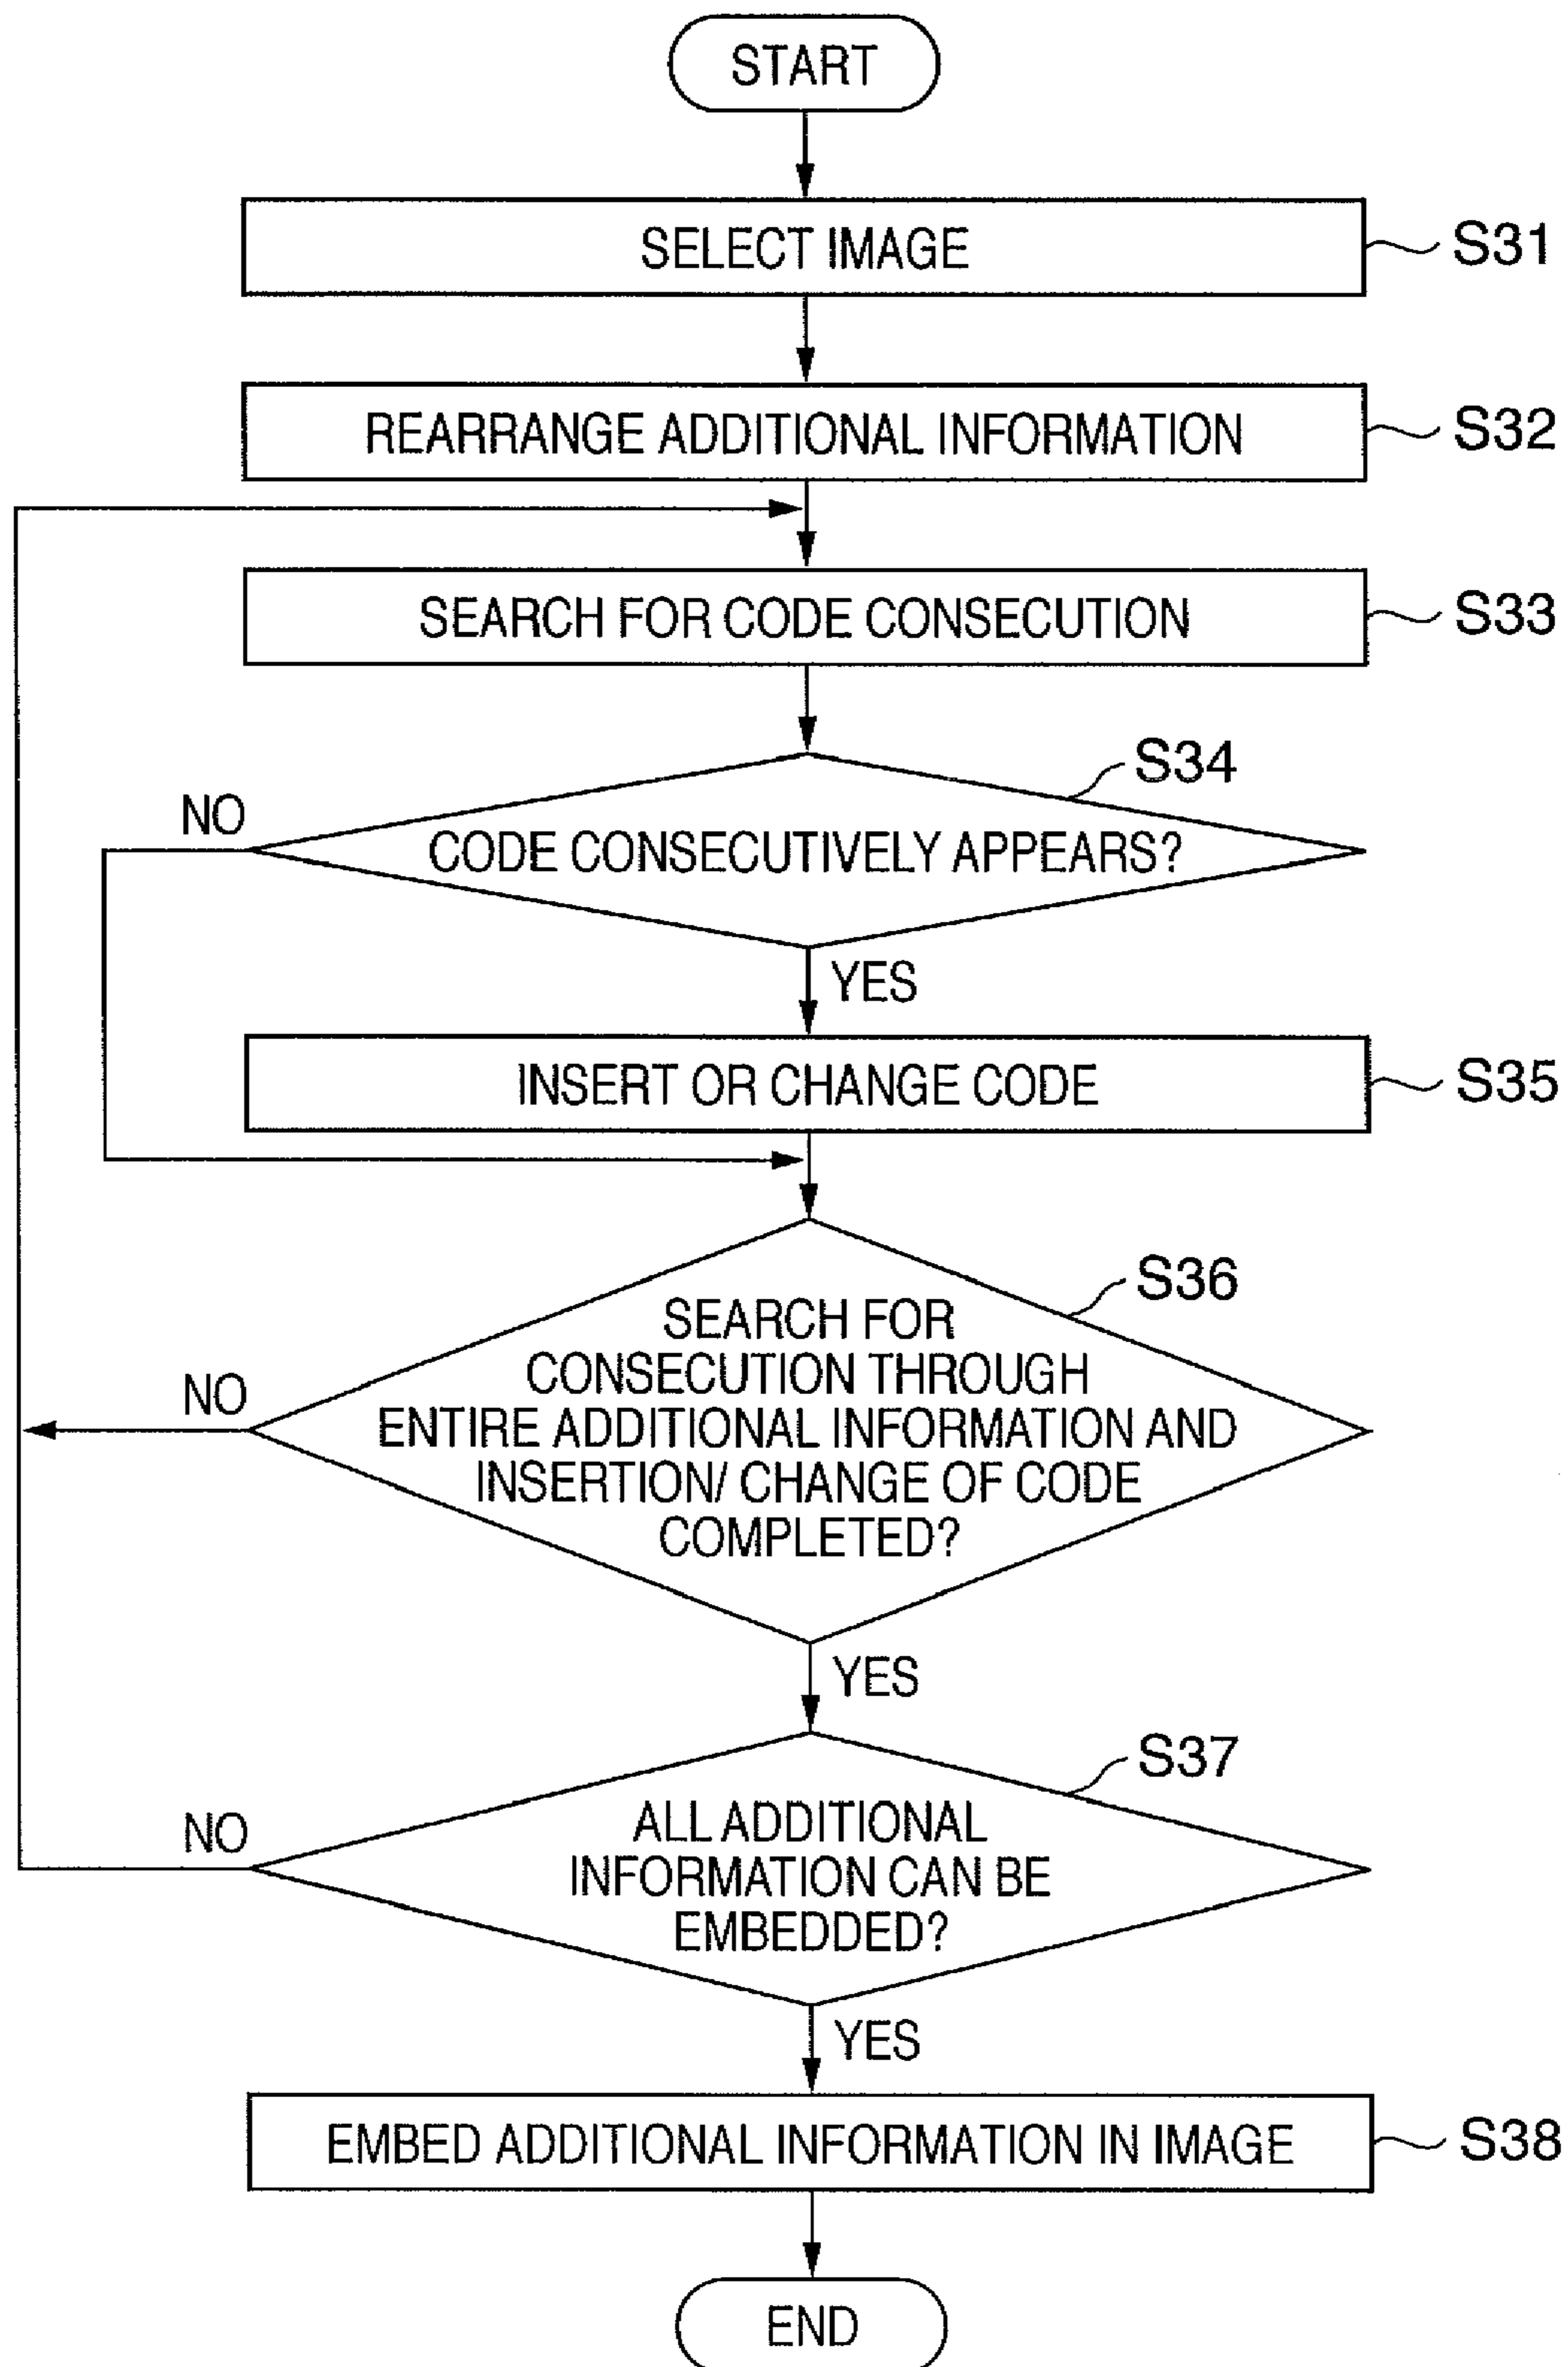 START
SELECT IMAGE
S31
REARRANGE ADDITIONAL INFORMATION
S32
SEARCH FOR CODE CONSECUTION
S33
S34
NO
CODE CONSECUTIVELY APPEARS?
YES
INSERT OR CHANGE CODE
S35
S36
SEARCH FOR
CONSECUTION THROUGH
NO
ENTIRE ADDITIONAL INFORMATION AND
INSERTION/ CHANGE OF CODE
COMPLETED?
YES
S37
ALL ADDITIONAL
NO
INFORMATION CAN BE
EMBEDDED?
YES
EMBED ADDITIONAL INFORMATION IN IMAGE
S38
END